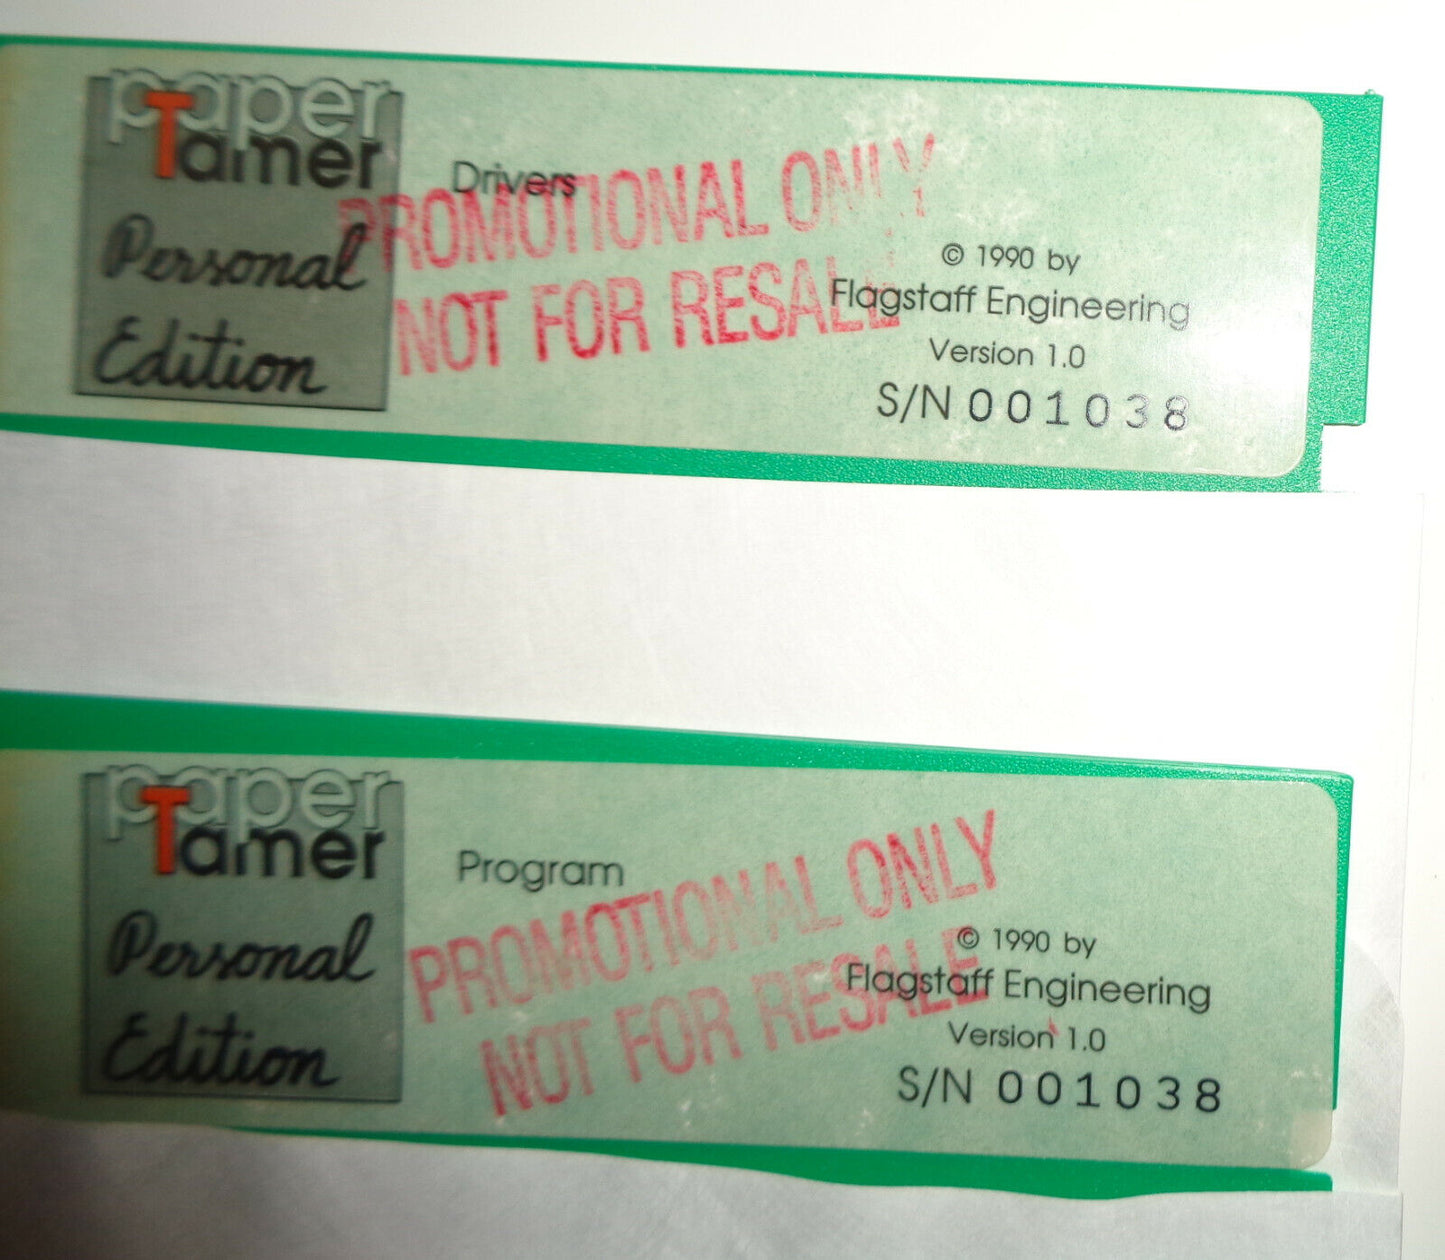 paper
Tamer
Personal
Edition
Drivers
PROMOTIONAL ONLY
NOT FOR RESALE
© 1990 by
Flagstaff Engineering
Version 1.0
S/N 001038
paper
Tamer
Personal
Edition
Program
PROMOTIONAL ONLY
NOT FOR RESALE
© 1990 by
Flagstaff Engineering
Version 1.0
S/N 001038